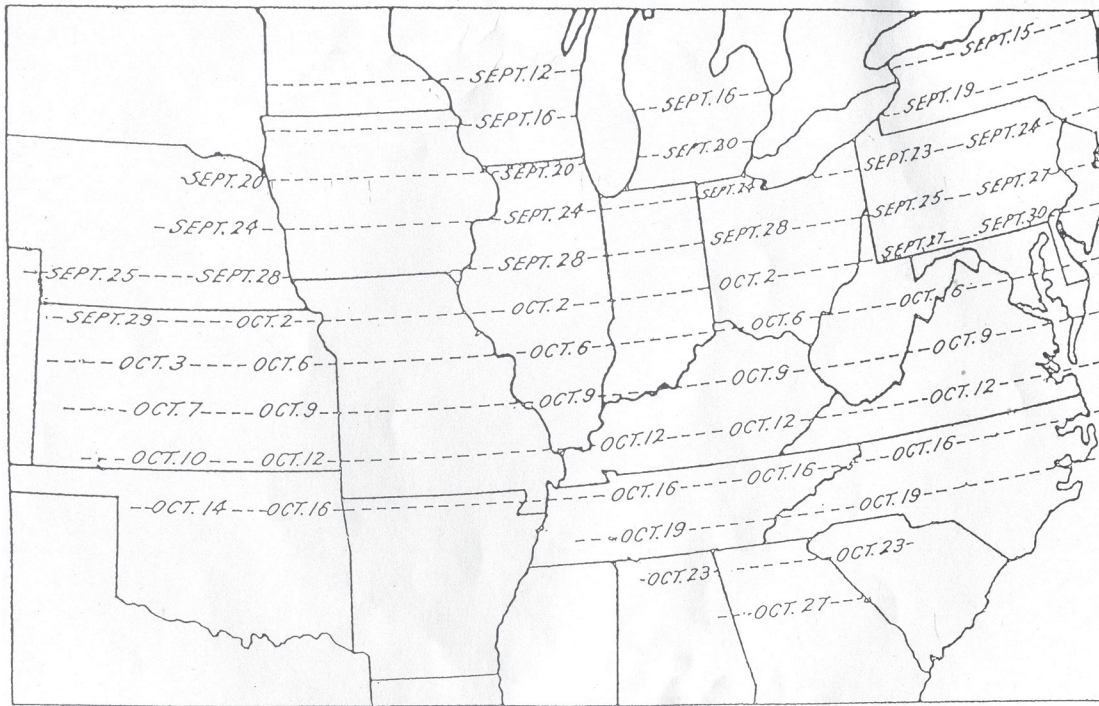 SEPT. 15
SEPT. 12
SEPT. 16
SEPT. 19
SEPT. 16
SEPT. 24
SEPT. 20
SEPT. 23
SEPT. 20
SEPT. 20
SEPT. 27
SEPT. 24
SEPT. 25
SEPT. 24
SEPT. 24
SEPT. 28
SEPT. 30
SEPT. 27
SEPT. 28
SEPT. 25
SEPT. 28
OCT. 2
OCT. 16
OCT. 2
SEPT. 29
OCT. 2
OCT. 6
OCT. 9
OCT. 6
OCT. 3
OCT. 6
OCT. 9
OCT. 12
OCT. 9
OCT. 7
OCT. 9
OCT. 12
OCT. 12
OCT. 16
OCT. 10
OCT. 12
OCT. 16
OCT. 16
OCT. 19
OCT. 14
OCT. 16
OCT. 19
OCT. 23
OCT. 23
OCT. 27